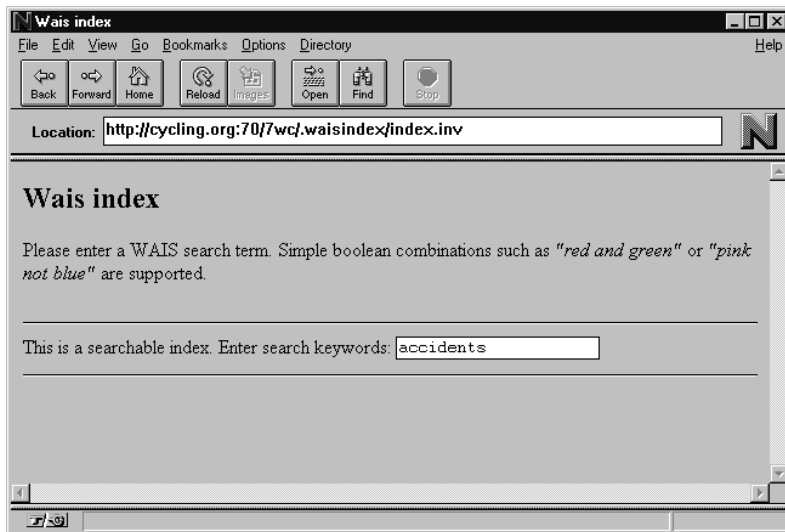 Wais index
File Edit View Go Bookmarks Options Directory Help
Back Forward Home Reload Images Open Find Stop
Location: http://cycling.org:70/7wc/.waisindex/index.inv
N
Wais index
Please enter a WAIS search term. Simple boolean combinations such as "red and green" or "pink
not blue" are supported.
This is a searchable index. Enter search keywords: accidents